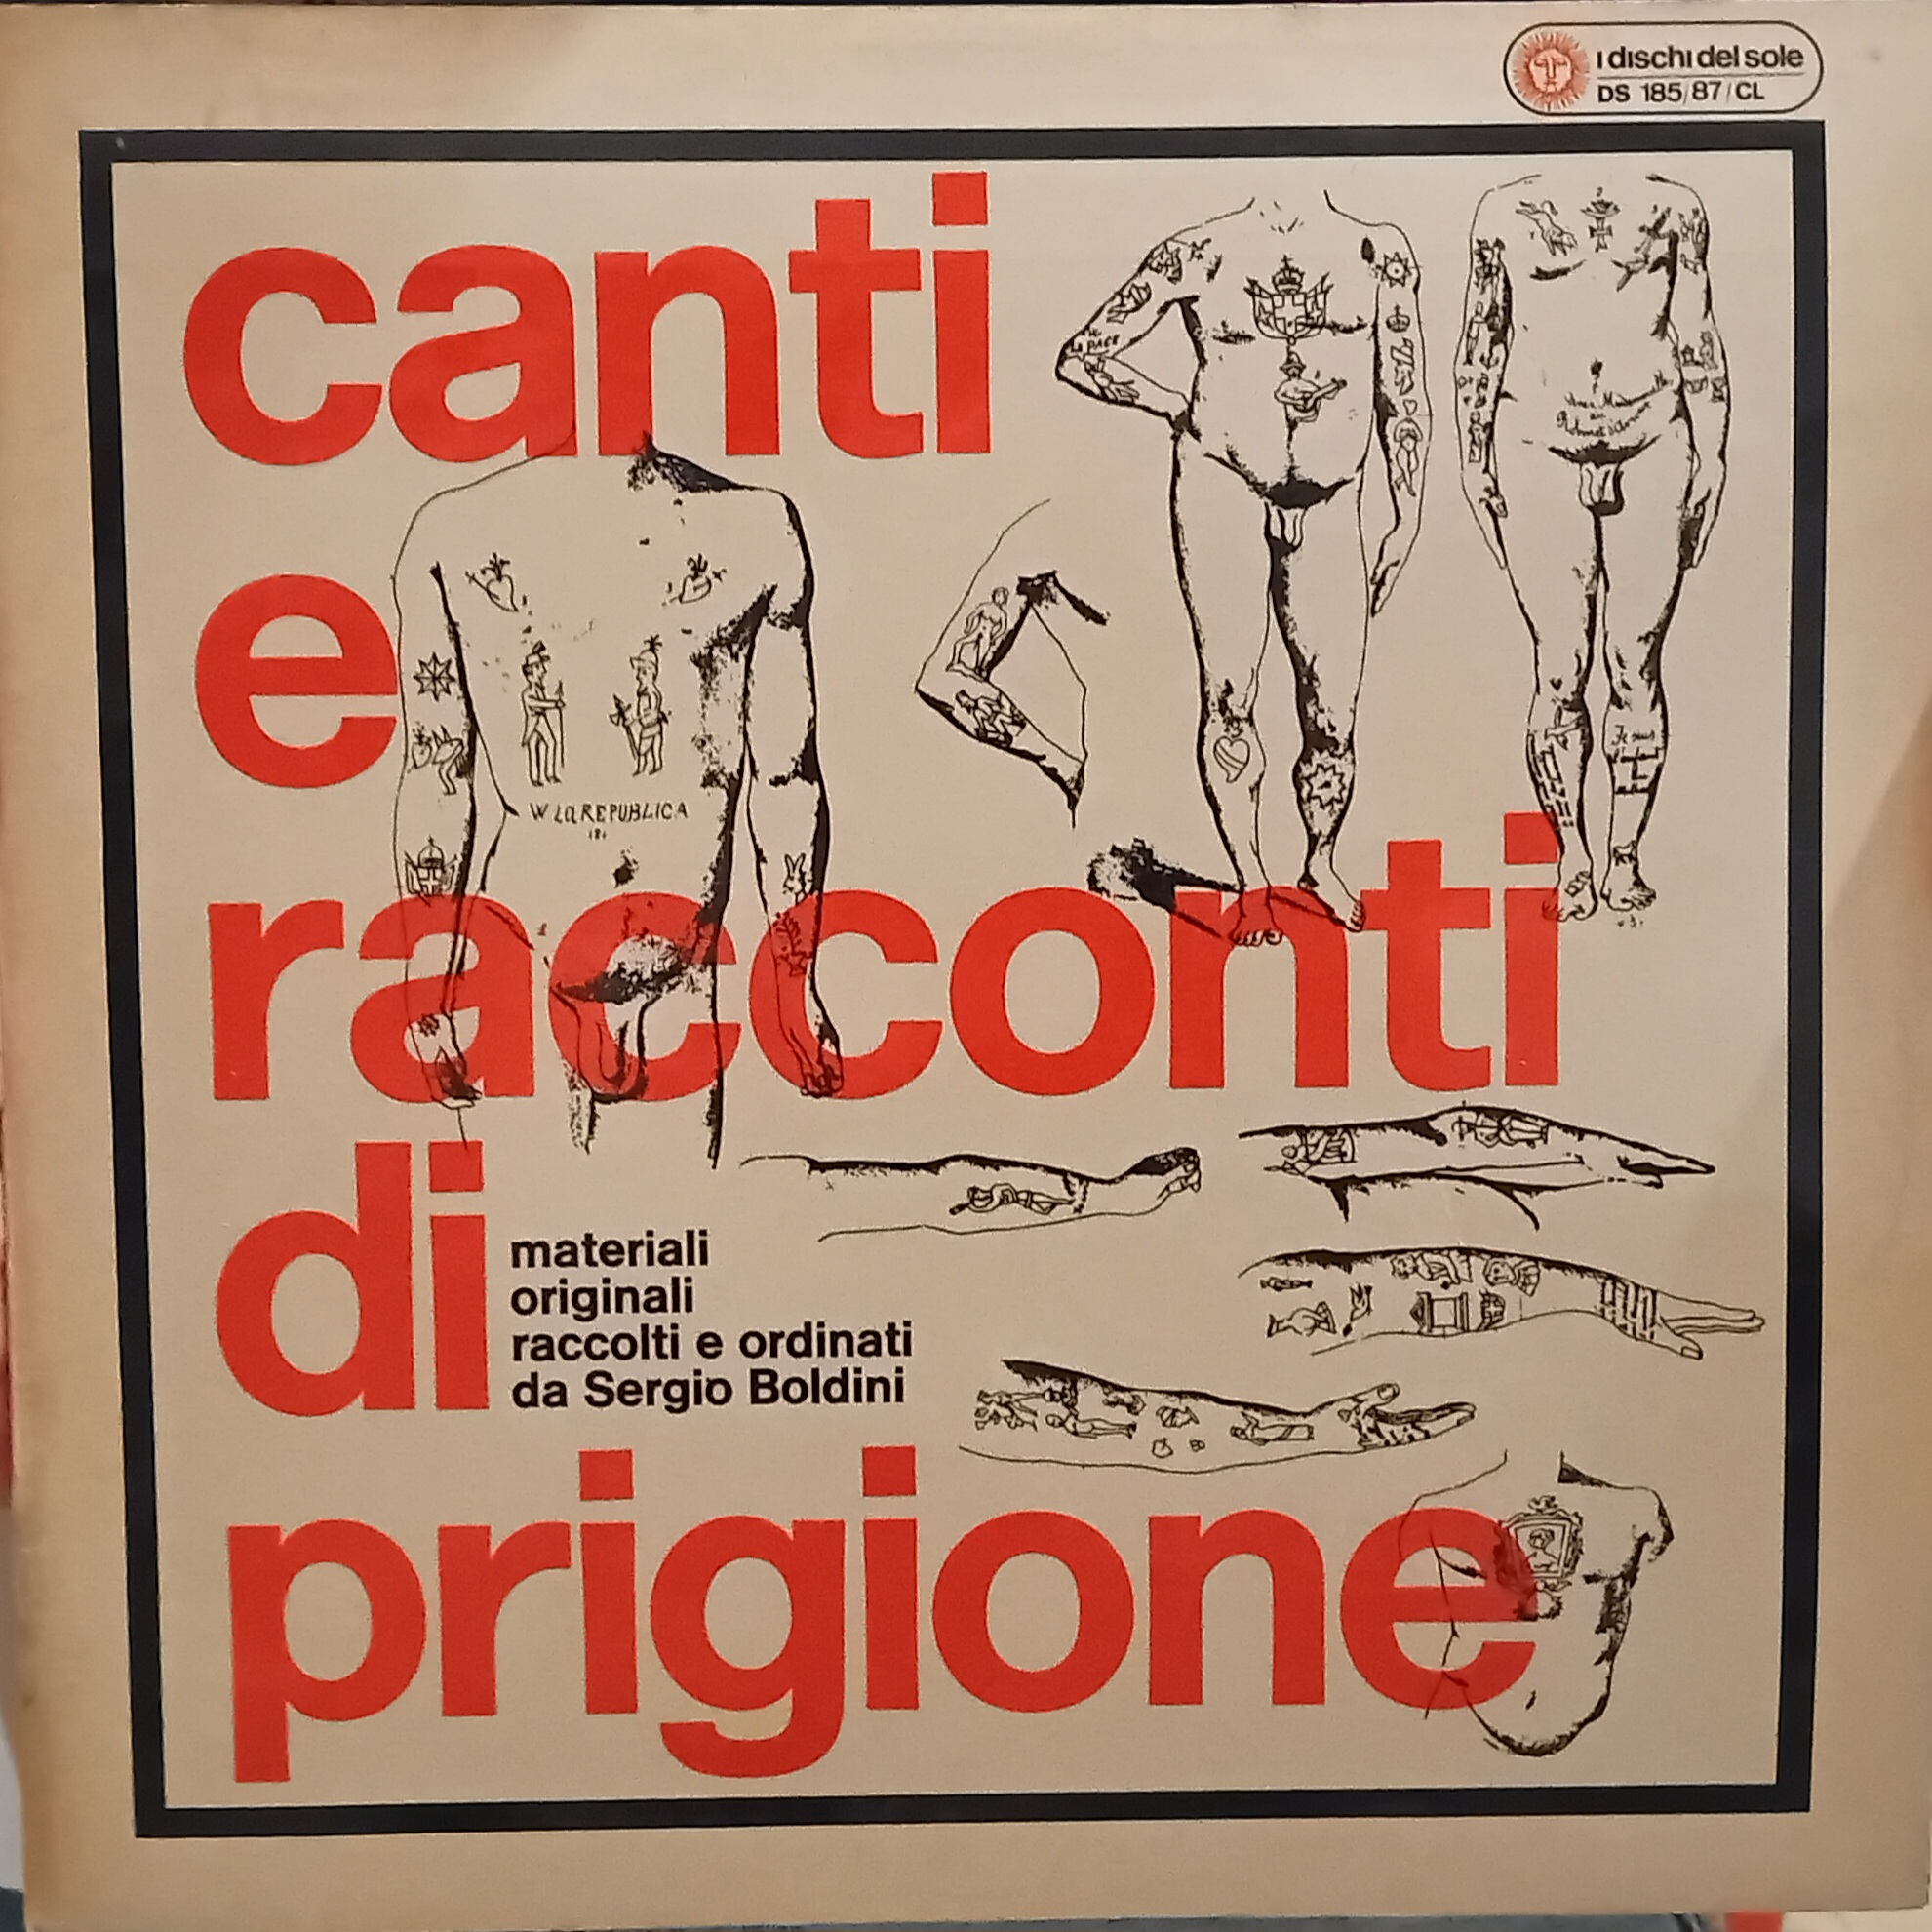 i dischi del sole
DS 185/87/CL
canti
e
racconti
di
prigione
materiali
originali
raccolti e ordinati
da Sergio Boldini
W La REPUBLICA
La PACE